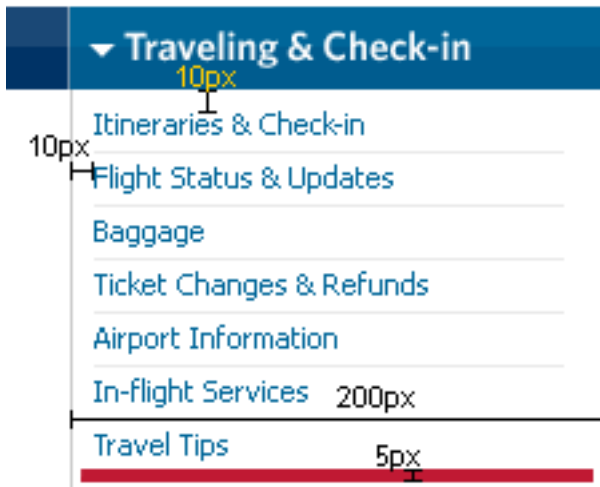 Traveling & Check-in
10px
Itineraries & Check-in
10px
Flight Status & Updates
Baggage
Ticket Changes & Refunds
Airport Information
In-flight Services
200px
Travel Tips
5px